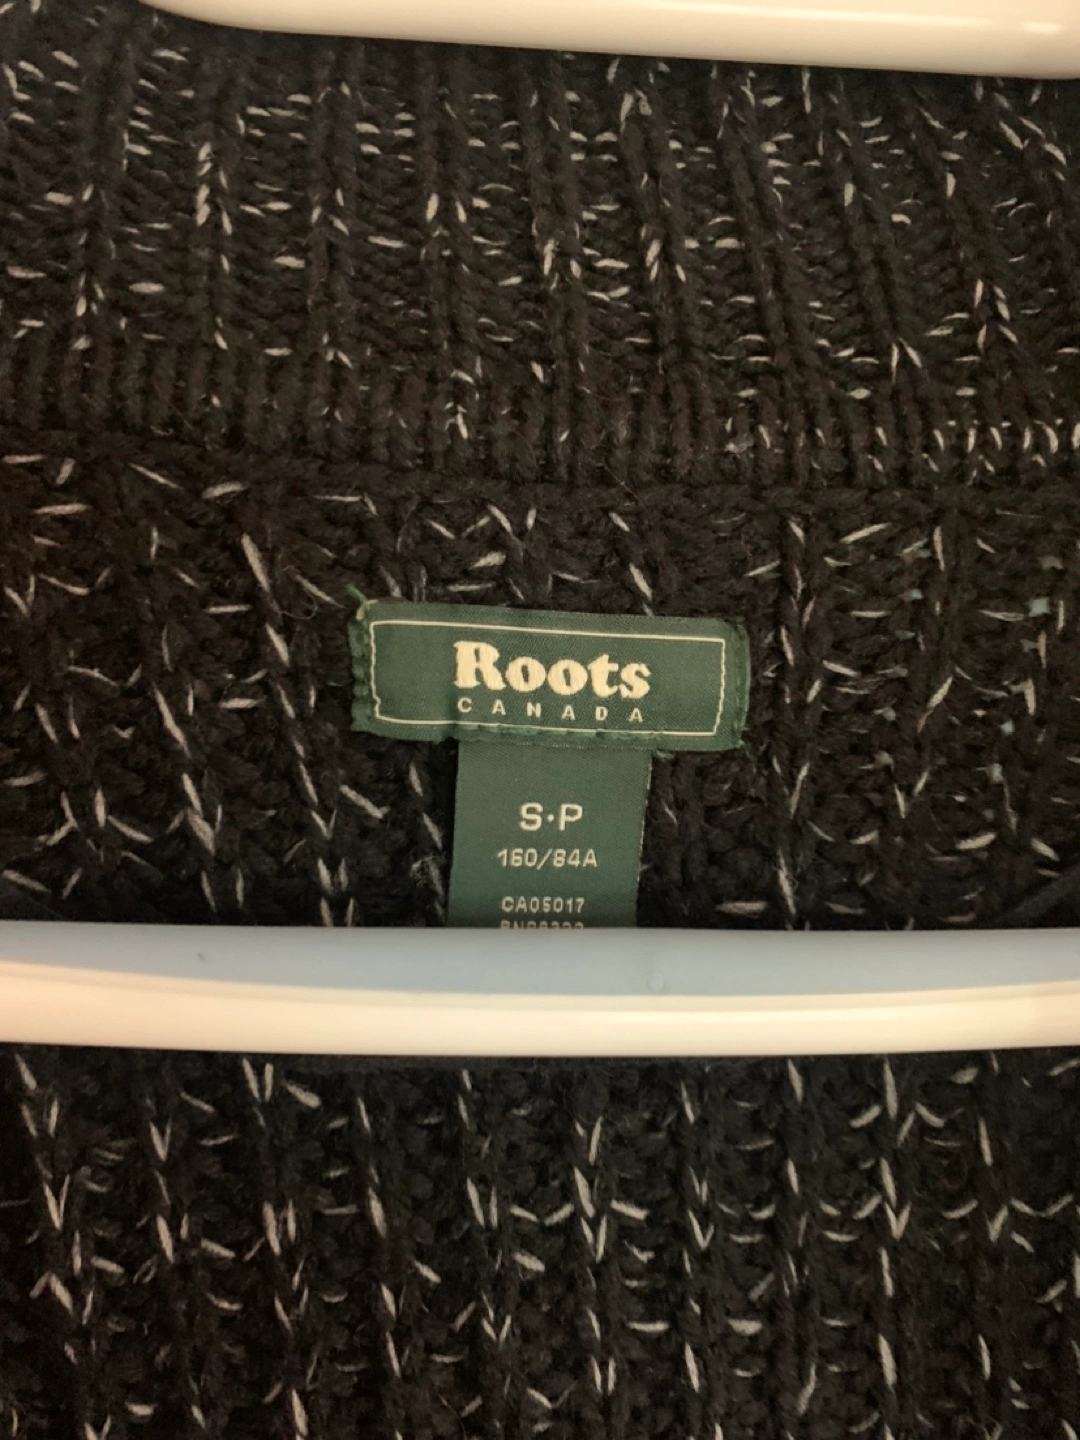 Roots
CANADA
S·P
160/84A
CA05017